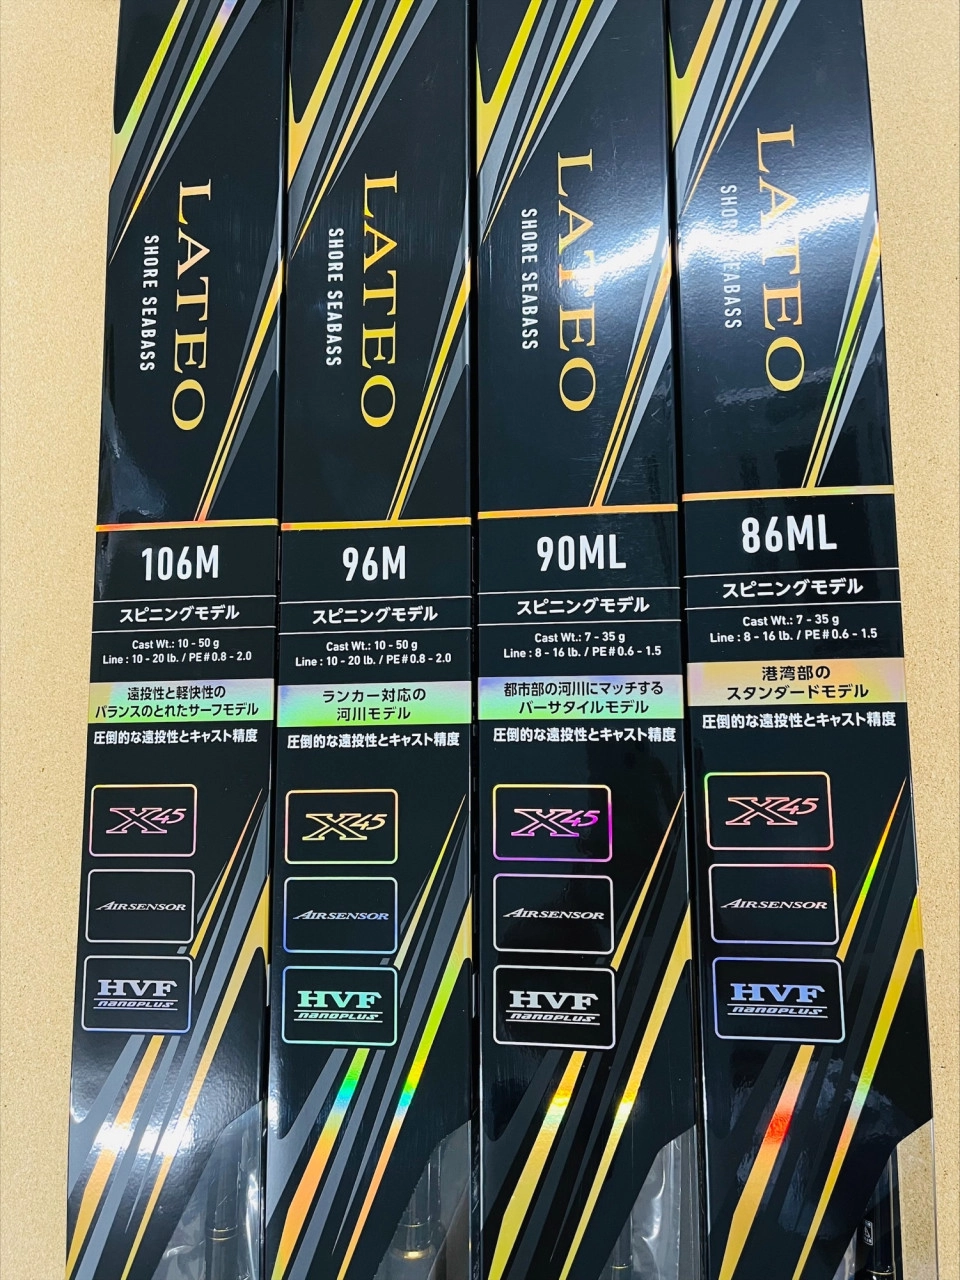 LATEO
SHORE SEABASS
106M
スピニングモデル
Cast Wt.: 10 - 50 g
Line : 10 - 20 lb. / PE # 0.8 - 2.0
遠投性と軽快性の
バランスのとれたサーフモデル
圧倒的な遠投性とキャスト精度
X45
AIRSENSOR
HVF
nanoplus
LATEO
SHORE SEABASS
96M
スピニングモデル
Cast Wt.: 10 - 50 g
Line : 10 - 20 lb. / PE # 0.8 - 2.0
ランカー対応の
河川モデル
圧倒的な遠投性とキャスト精度
X45
AIRSENSOR
HVF
nanoplus
LATEO
SHORE SEABASS
90ML
スピニングモデル
Cast Wt.: 7 - 35 g
Line : 8 - 16 lb. / PE # 0.6 - 1.5
都市部の河川にマッチする
バーサタイルモデル
圧倒的な遠投性とキャスト精度
X45
AIRSENSOR
HVF
nanoplus
LATEO
SHORE SEABASS
86ML
スピニングモデル
Cast Wt.: 7 - 35 g
Line : 8 - 16 lb. / PE # 0.6 - 1.5
港湾部の
スタンダードモデル
圧倒的な遠投性とキャスト精度
X45
AIRSENSOR
HVF
nanoplus